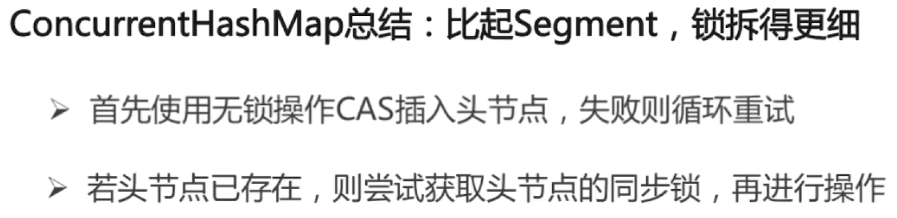 ConcurrentHashMap总结：比起Segment，锁拆得更细
首先使用无锁操作CAS插入头节点，失败则循环重试
若头节点已存在，则尝试获取头节点的同步锁，再进行操作